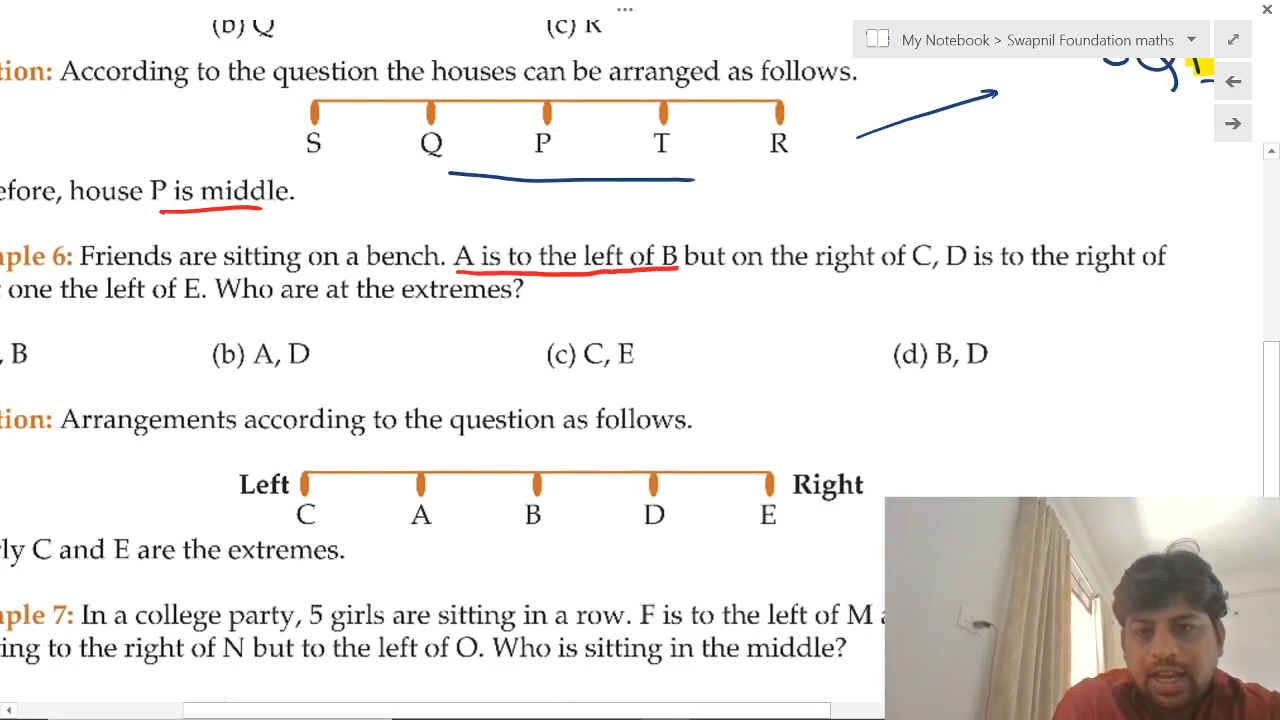 (b) Q (c) R
My Notebook > Swapnil Foundation maths
tion: According to the question the houses can be arranged as follows.
S Q P T R
efore, house P is middle.
ple 6: Friends are sitting on a bench. A is to the left of B but on the right of C, D is to the right of
one the left of E. Who are at the extremes?
, B (b) A, D (c) C, E (d) B, D
tion: Arrangements according to the question as follows.
Left Right
C A B D E
ly C and E are the extremes.
ple 7: In a college party, 5 girls are sitting in a row. F is to the left of M
ing to the right of N but to the left of O. Who is sitting in the middle?